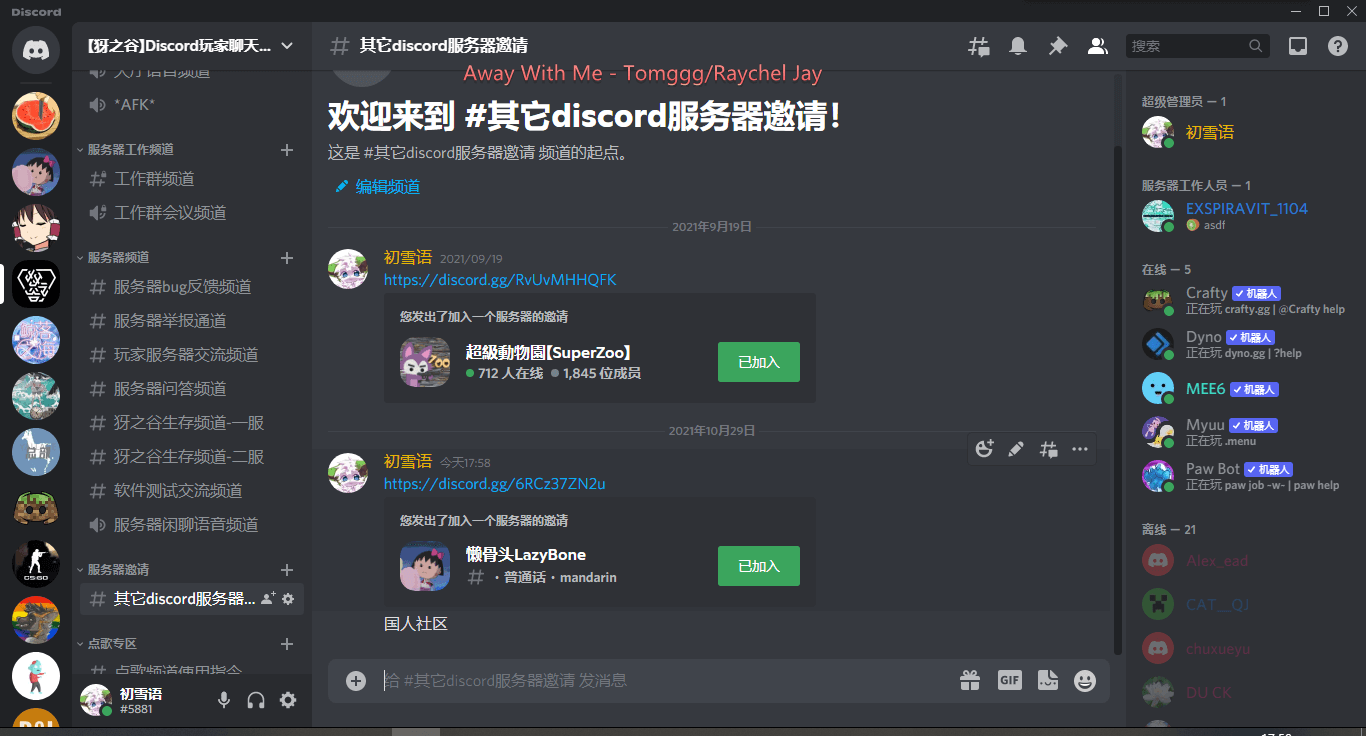 Discord
【犽之谷】Discord玩家聊天...
大厅语音频道
*AFK*
服务器工作频道
工作群频道
工作群会议频道
服务器频道
服务器bug反馈频道
服务器举报通道
玩家服务器交流频道
服务器问答频道
犽之谷生存频道-一服
犽之谷生存频道-二服
软件测试交流频道
服务器闲聊语音频道
服务器邀请
其它discord服务器...
点歌专区
点歌频道使用指令
初雪语
#5881
CS:GO
其它discord服务器邀请
搜索
Away With Me - Tomggg/Raychel Jay
欢迎来到 #其它discord服务器邀请！
这是 #其它discord服务器邀请 频道的起点。
编辑频道
2021年9月19日
初雪语 2021/09/19
https://discord.gg/RvUvMHHQFK
您发出了加入一个服务器的邀请
超級動物園【SuperZoo】
712 人在线 1,845 位成员
已加入
2021年10月29日
初雪语 今天17:58
https://discord.gg/6RCz37ZN2u
您发出了加入一个服务器的邀请
懒骨头LazyBone
#・普通话・mandarin
已加入
国人社区
给 #其它discord服务器邀请 发消息
GIF
超级管理员 — 1
初雪语
服务器工作人员 — 1
EXSPIRAVIT_1104
asdf
在线 — 5
Crafty 机器人
正在玩 crafty.gg | @Crafty help
Dyno 机器人
正在玩 dyno.gg | ?help
MEE6 机器人
Myuu 机器人
正在玩 .menu
Paw Bot 机器人
正在玩 paw job -w- | paw help
离线 — 21
Alex_ead
CAT__QJ
chuxueyu
DU CK